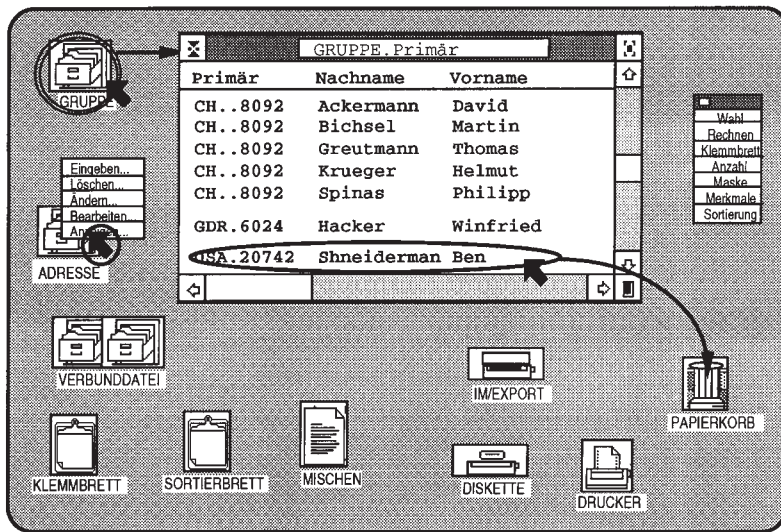 GRUPPE.Primär
Primär Nachname Vorname
CH..8092 Ackermann David
CH..8092 Bichsel Martin
CH..8092 Greutmann Thomas
CH..8092 Krueger Helmut
CH..8092 Spinas Philipp
GDR.6024 Hacker Winfried
USA.20742 Shneiderman Ben
GRUPPE
Eingeben...
Löschen...
Ändern...
Bearbeiten...
ADRESSE
Wahl
Rechnen
Klemmbrett
Anzahl
Maske
Merkmale
Sortierung
VERBUNDDATEI
IM/EXPORT
PAPIERKORB
KLEMMBRETT
SORTIERBRETT
MISCHEN
DISKETTE
DRUCKER